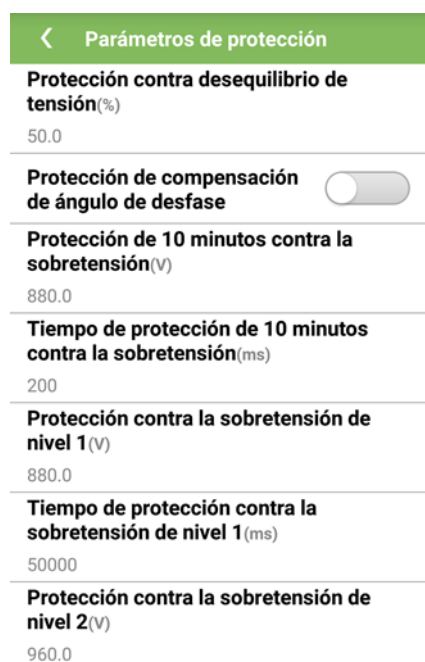 Parámetros de protección
Protección contra desequilibrio de
tensión(%)
50.0
Protección de compensación
de ángulo de desfase
Protección de 10 minutos contra la
sobretensión(V)
880.0
Tiempo de protección de 10 minutos
contra la sobretensión(ms)
200
Protección contra la sobretensión de
nivel 1(V)
880.0
Tiempo de protección contra la
sobretensión de nivel 1(ms)
50000
Protección contra la sobretensión de
nivel 2(V)
960.0